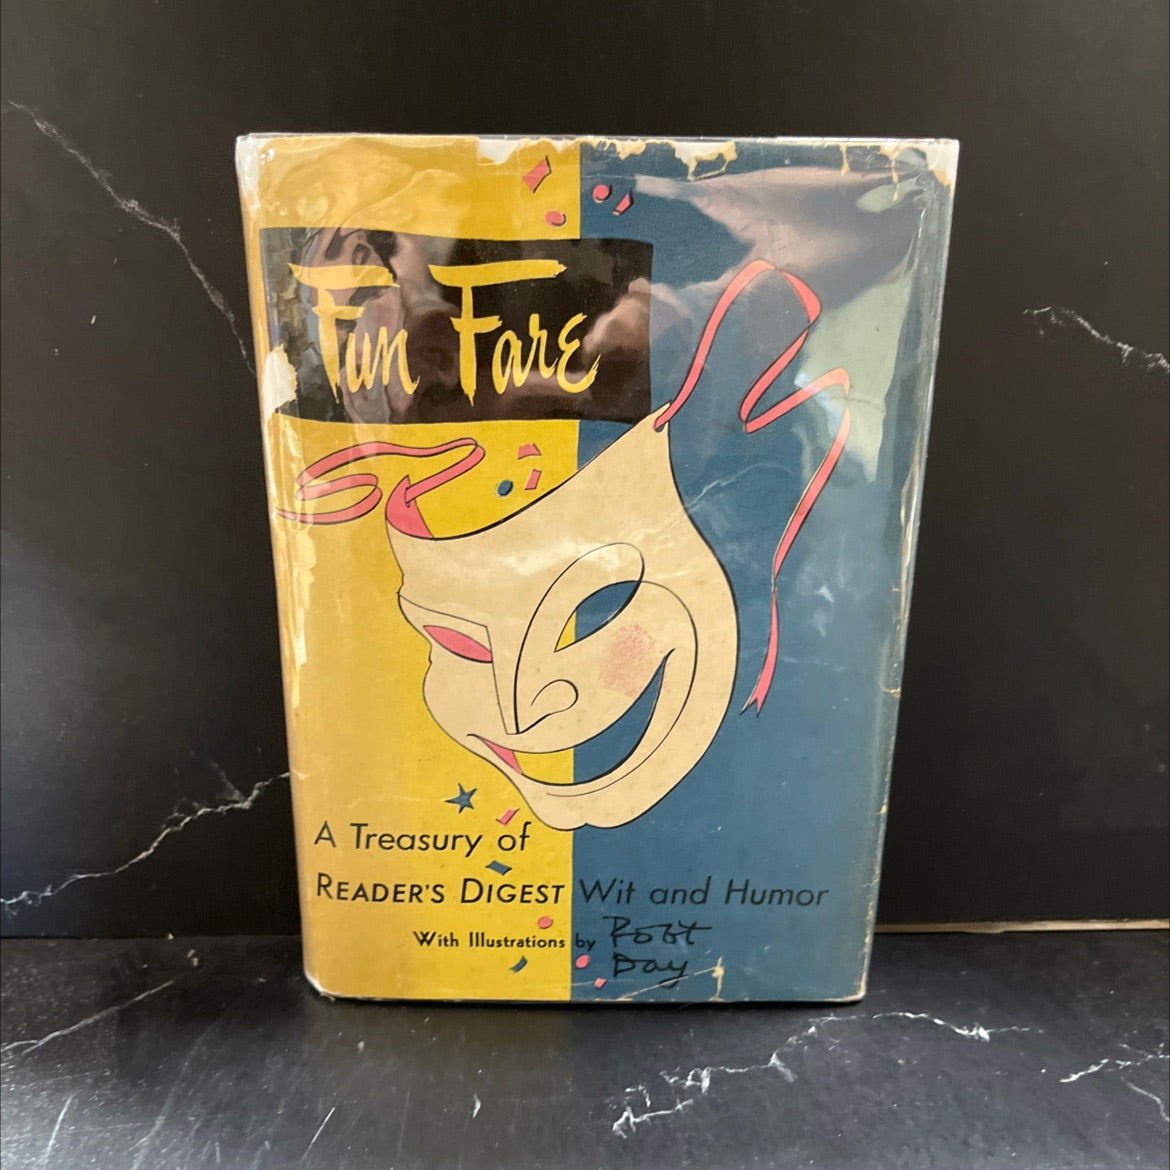 Fun Fare
A Treasury of
READER'S DIGEST Wit and Humor
With Illustrations by Robt
Day